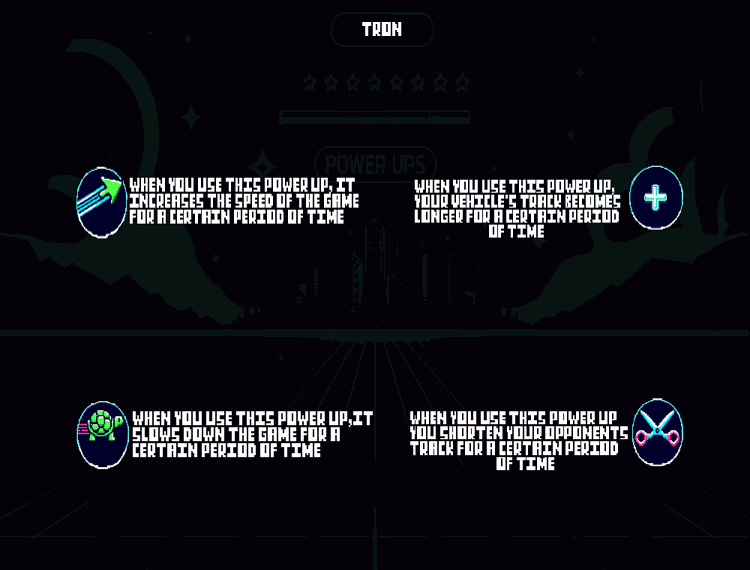 TRON
POWER UPS
WHEN YOU USE THIS POWER UP, IT
INCREASES THE SPEED OF THE GAME
FOR A CERTAIN PERIOD OF TIME
WHEN YOU USE THIS POWER UP,
YOUR VEHICLE'S TRACK BECOMES
LONGER FOR A CERTAIN PERIOD
OF TIME
WHEN YOU USE THIS POWER UP,IT
SLOWS DOWN THE GAME FOR A
CERTAIN PERIOD OF TIME
WHEN YOU USE THIS POWER UP
YOU SHORTEN YOUR OPPONENTS
TRACK FOR A CERTAIN PERIOD
OF TIME